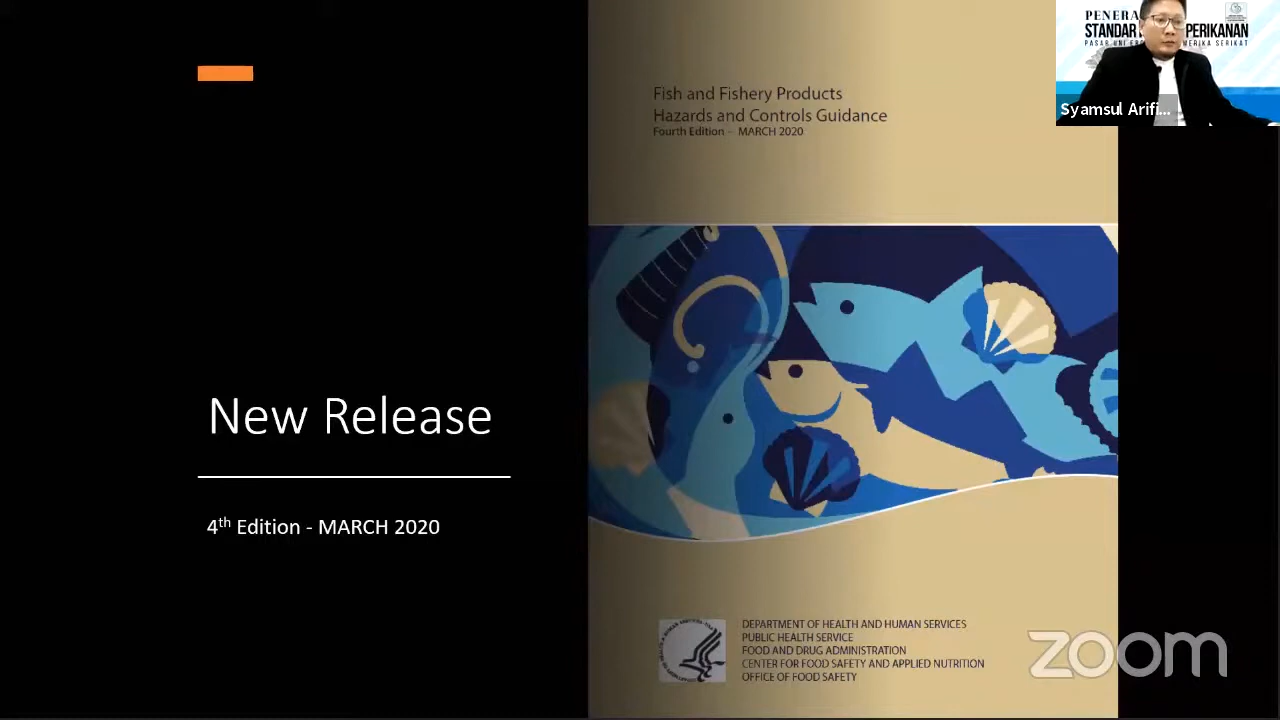 New Release
4th Edition - MARCH 2020
Fish and Fishery Products
Hazards and Controls Guidance
Fourth Edition – MARCH 2020
DEPARTMENT OF HEALTH AND HUMAN SERVICES
PUBLIC HEALTH SERVICE
FOOD AND DRUG ADMINISTRATION
CENTER FOR FOOD SAFETY AND APPLIED NUTRITION
OFFICE OF FOOD SAFETY
PENERA
STANDAR PERIKANAN
PASAR UNI
Syamsul Arifi...
zoom